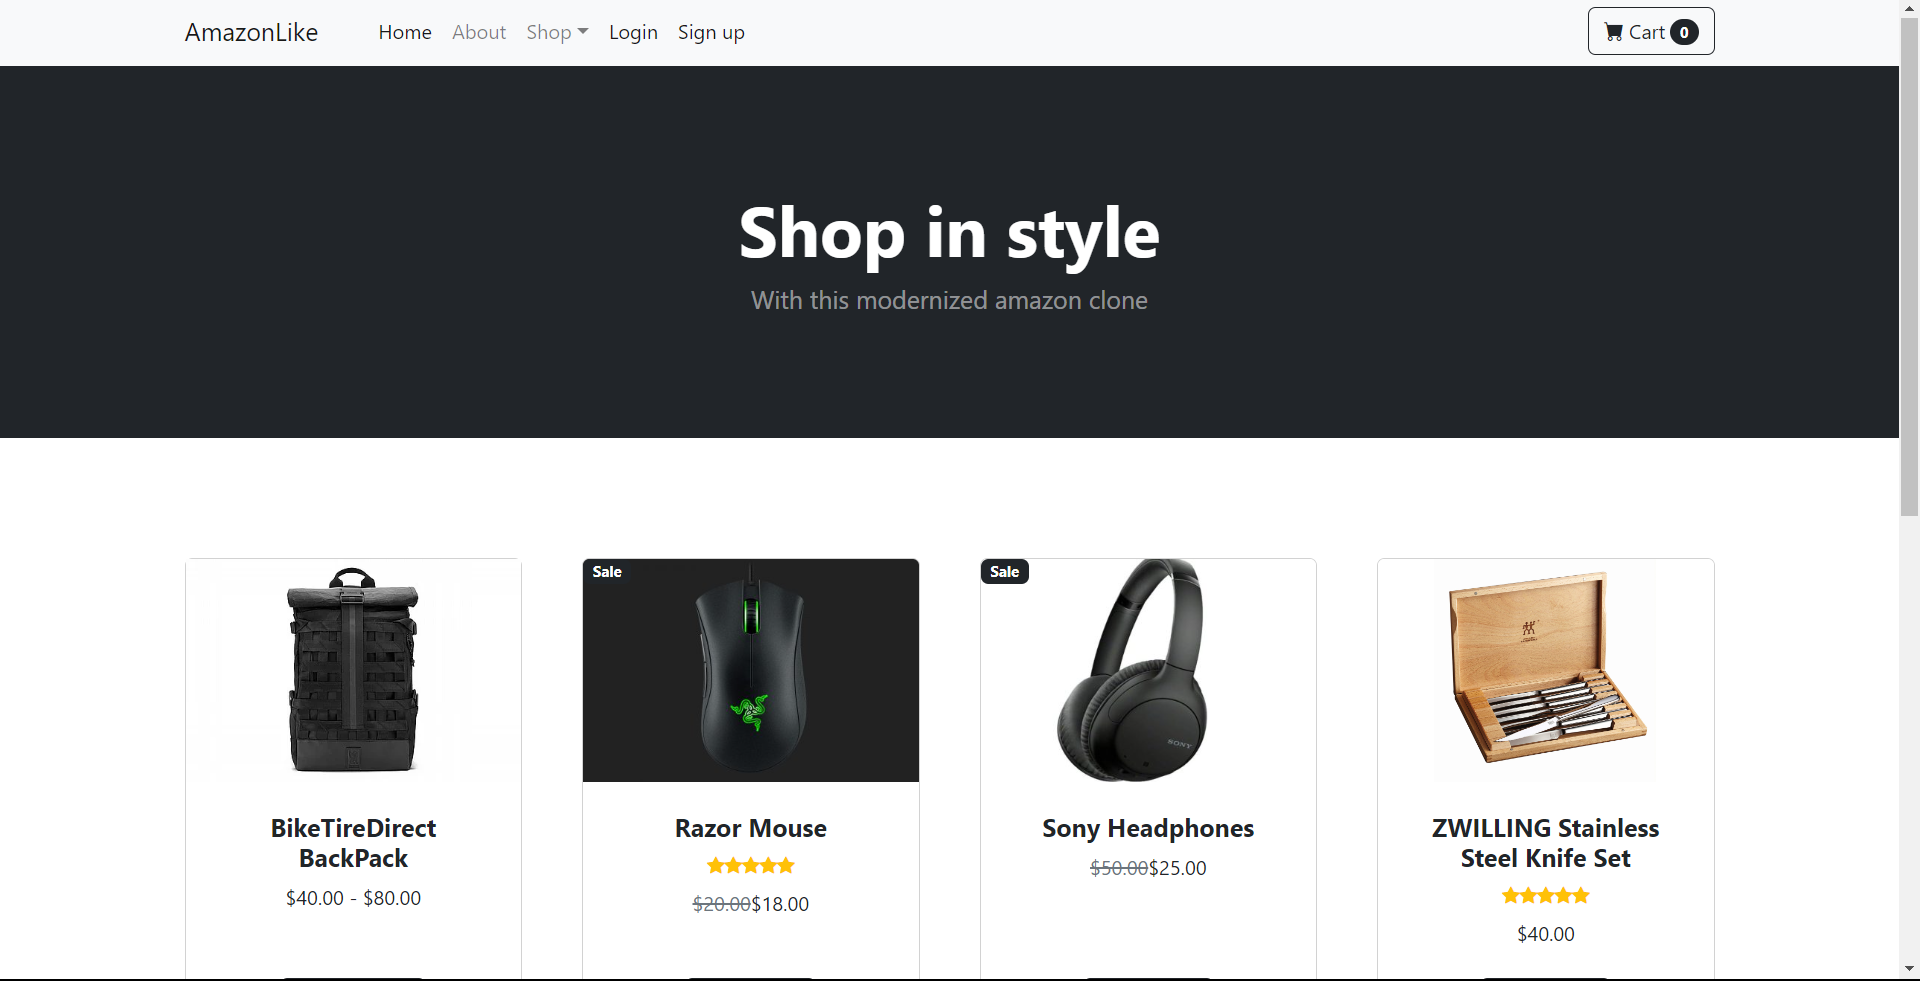 AmazonLike Home About Shop Login Sign up Cart 0
Shop in style
With this modernized amazon clone
Sale
Sale
SONY
BikeTireDirect
BackPack
$40.00 - $80.00
Razor Mouse
$20.00$18.00
Sony Headphones
$50.00$25.00
ZWILLING Stainless
Steel Knife Set
$40.00